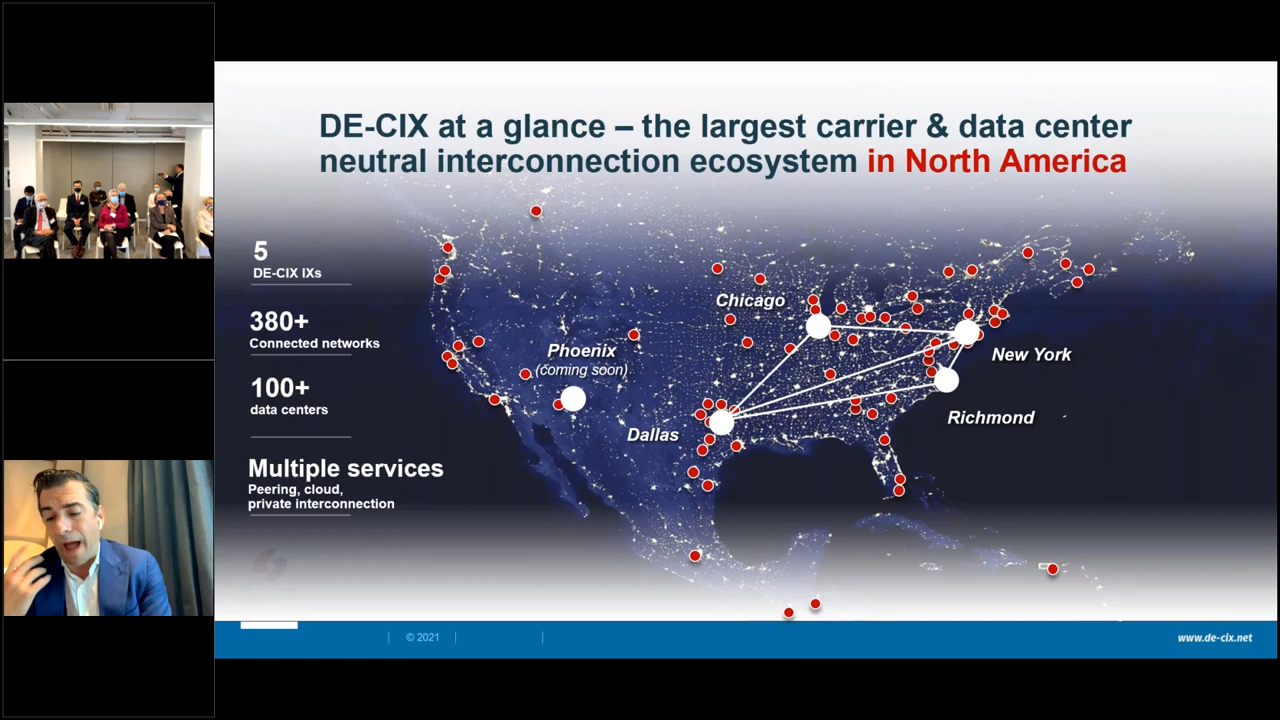 DE-CIX at a glance – the largest carrier & data center
neutral interconnection ecosystem in North America
5
DE-CIX IXs
380+
Connected networks
100+
data centers
Multiple services
Peering, cloud,
private interconnection
Chicago
Phoenix
(coming soon)
New York
Richmond
Dallas
© 2021
www.de-cix.net